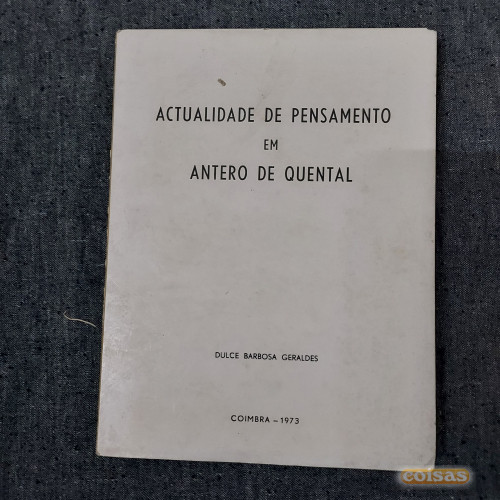 ACTUALIDADE DE PENSAMENTO
EM
ANTERO DE QUENTAL
DULCE BARBOSA GERALDES
COIMBRA - 1973
coisas